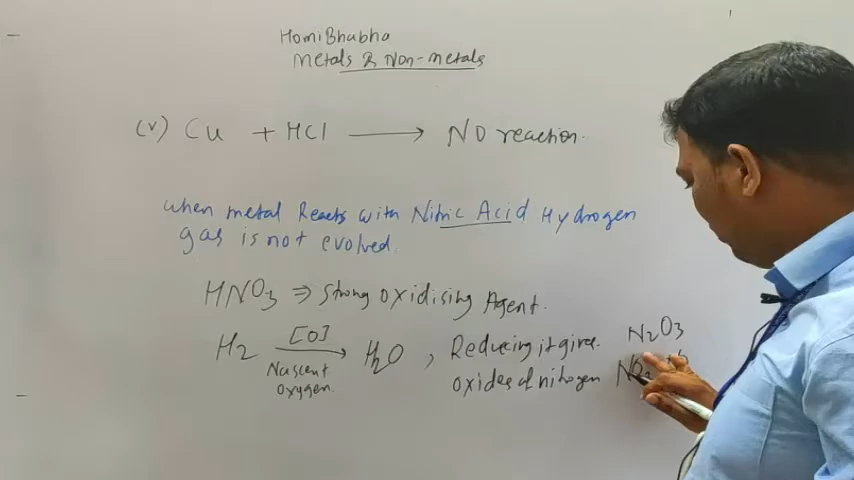 HomiBhabha
Metals & Non-metals
(V) Cu + HCl ⟶ NO reaction.
when metal Reacts with Nitric Acid Hydrogen
gas is not evolved.
HNO3 ⇒ Strong oxidising Agent.
H2 [O] ⟶ H2O , Reducing it gives N2O3
Nascent oxides of nitrogen NO2
oxygen.